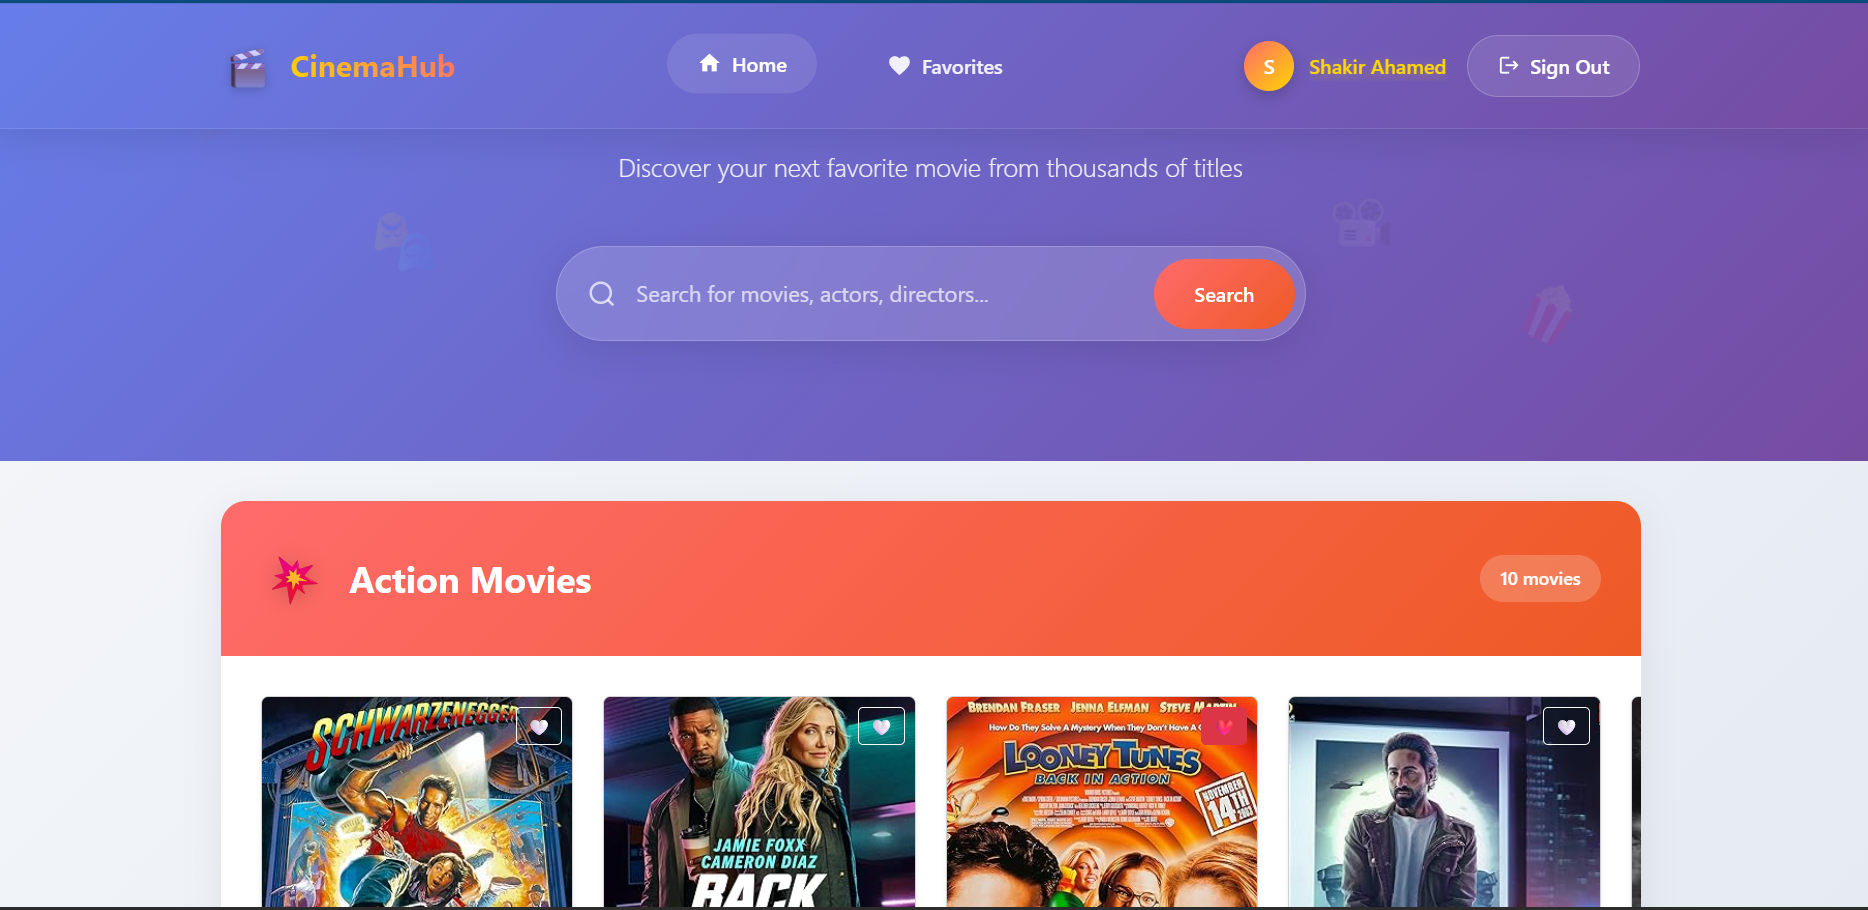 CinemaHub
Home
Favorites
S
Shakir Ahamed
Sign Out
Discover your next favorite movie from thousands of titles
Search for movies, actors, directors...
Search
Action Movies
10 movies
SCHWARZENEGGER
JAMIE FOXX
CAMERON DIAZ
BACK
BRENDAN FRASER JENNA ELFMAN STEVE MARTIN
How Do They Solve A Mystery When They Don't Have A
LOONEY TUNES
BACK IN ACTION
NOVEMBER
14TH
2003